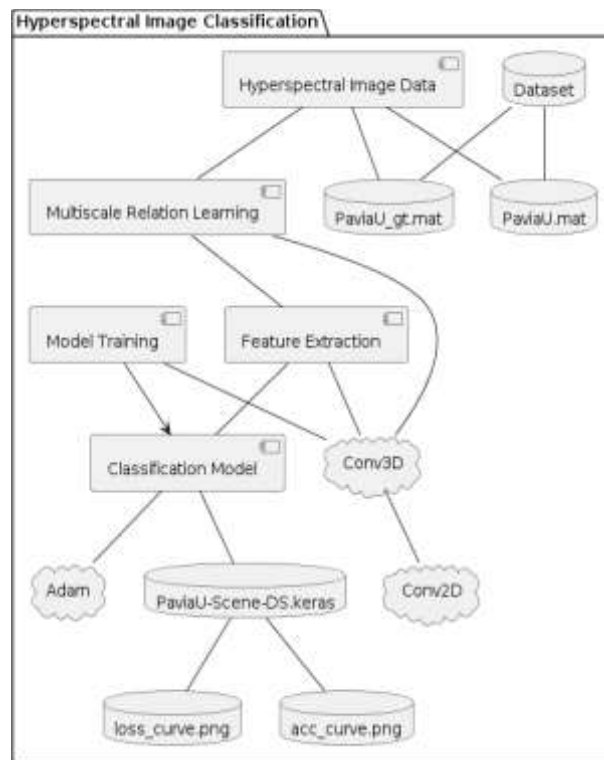 Hyperspectral Image Classification
Hyperspectral Image Data
Dataset
Multiscale Relation Learning
PaviaU_gt.mat
PaviaU.mat
Model Training
Feature Extraction
Classification Model
Conv3D
Adam
PaviaU-Scene-DS.keras
Conv2D
loss_curve.png
acc_curve.png